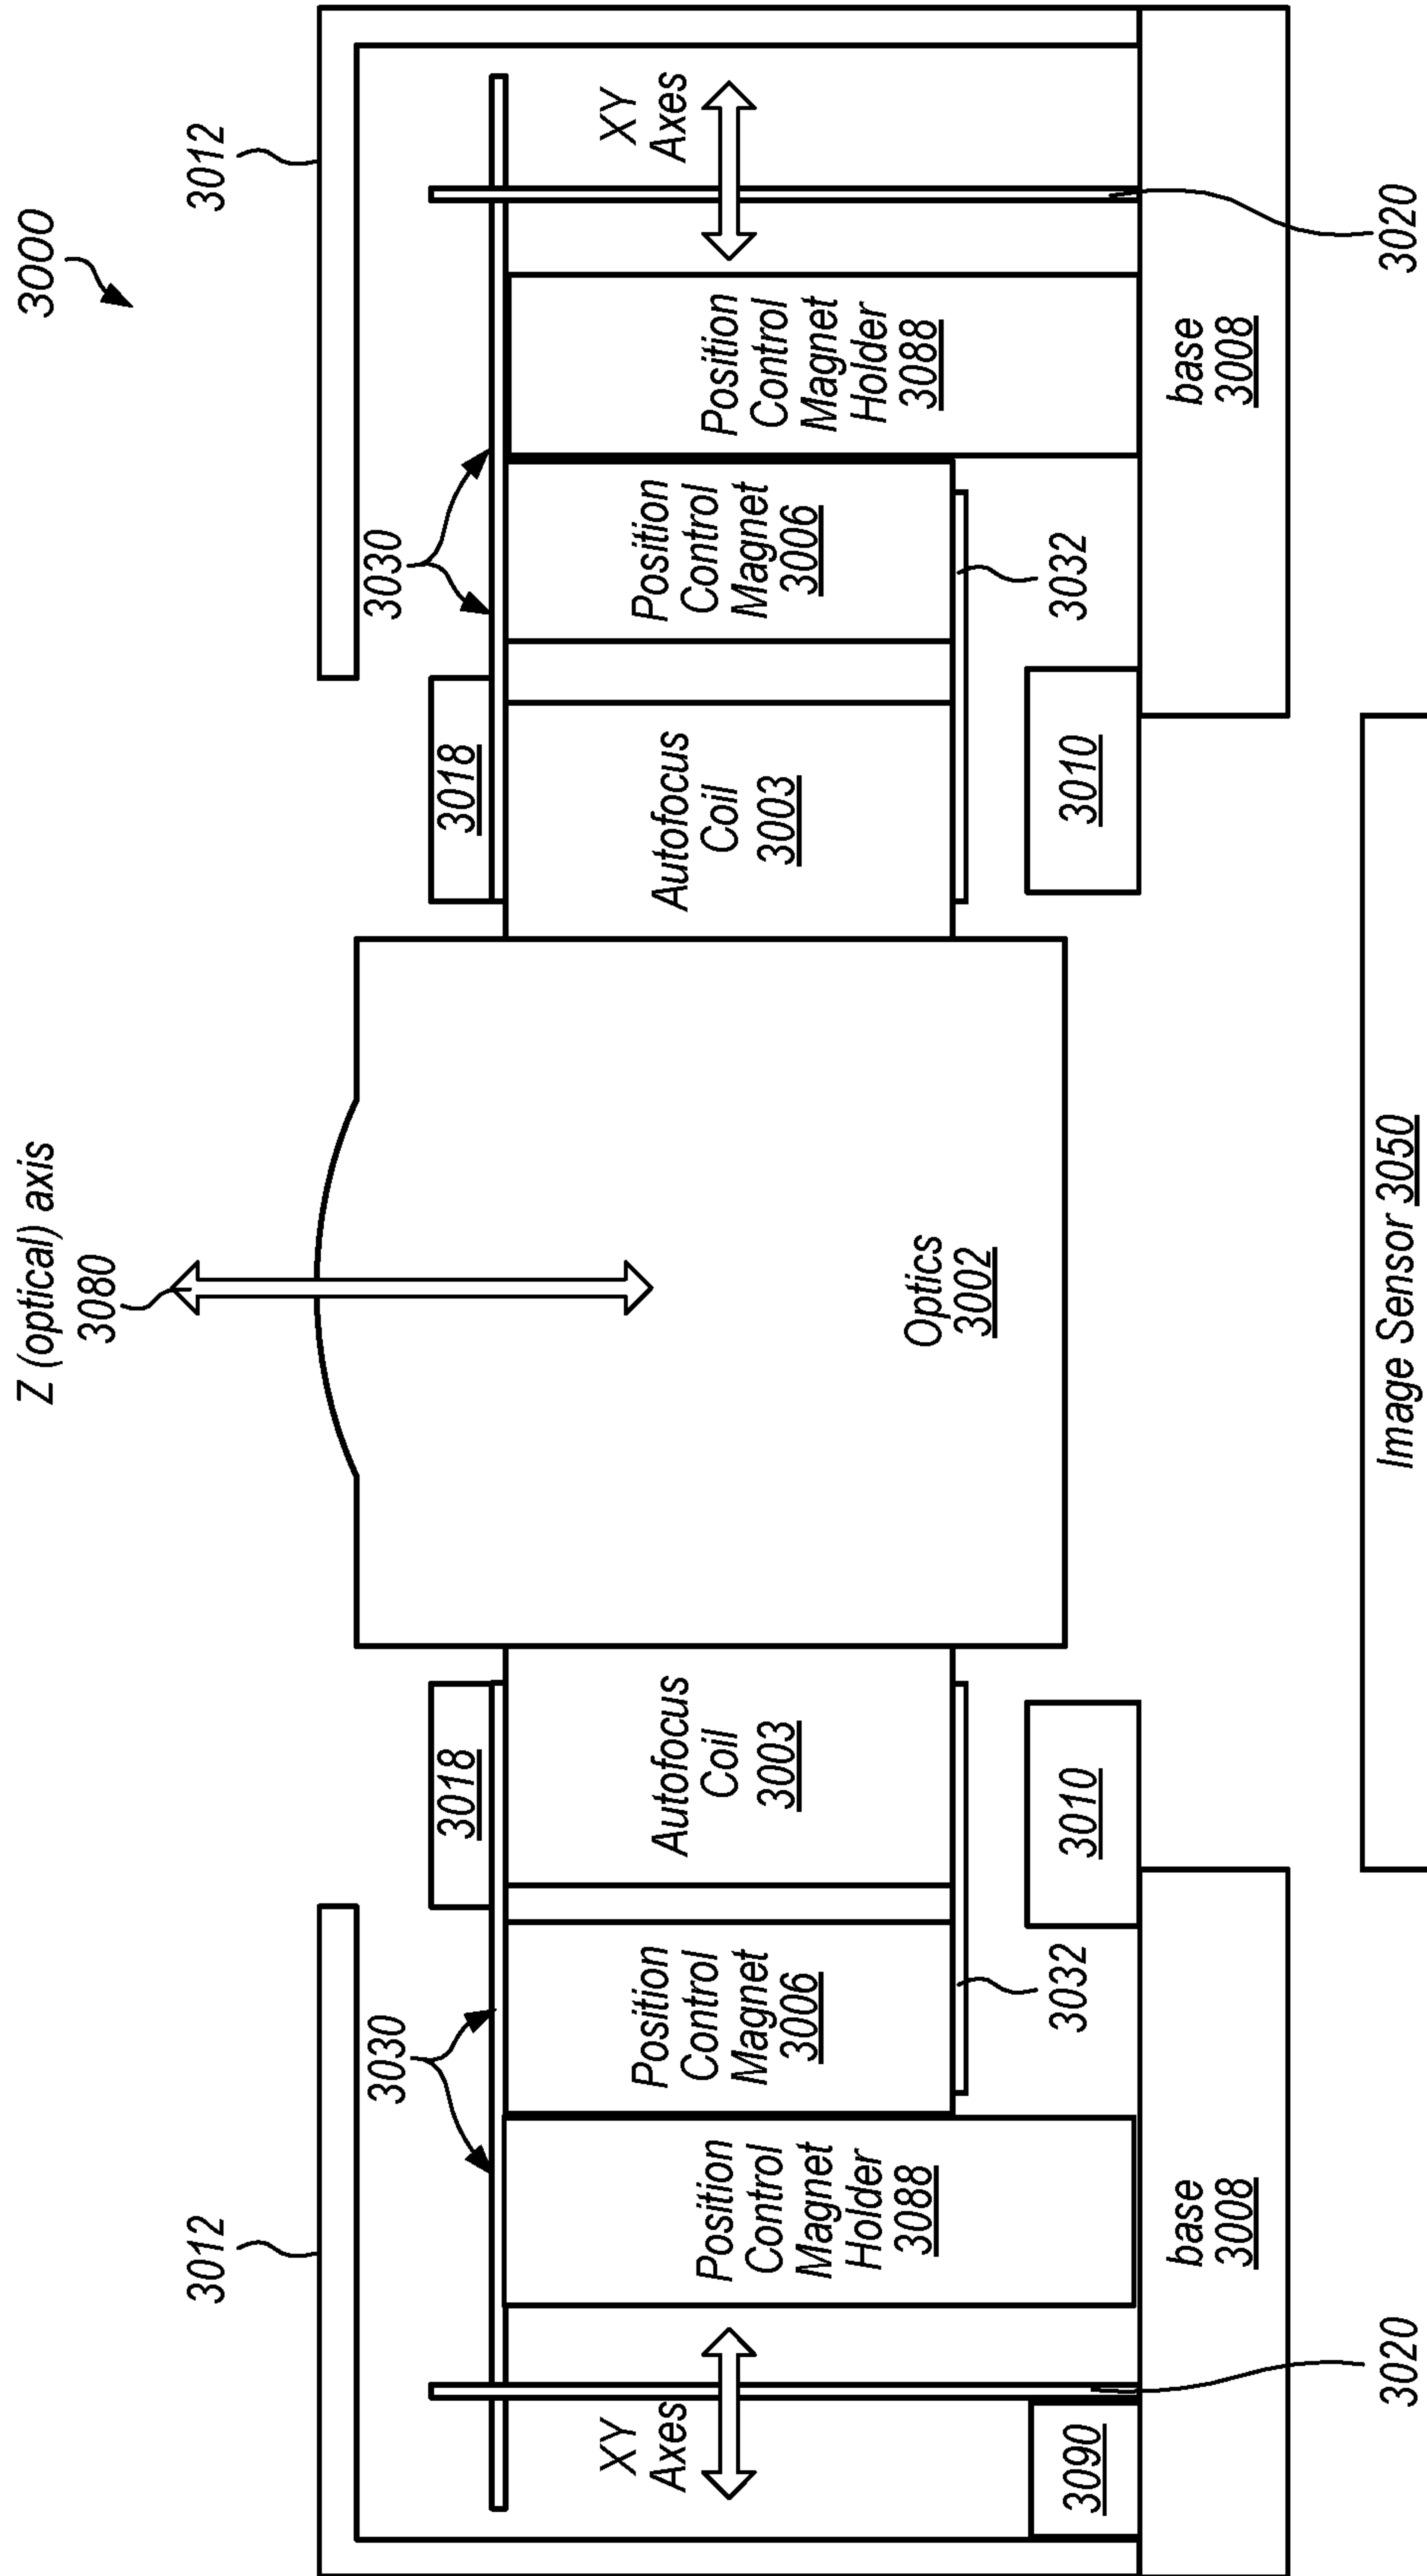 Z (optical) axis
3080
3000
3012
3012
3030
3030
3018
3018
XY
Axes
Position
Control
Magnet
Holder
3088
Position
Control
Magnet
3006
Autofocus
Coil
3003
Optics
3002
Autofocus
Coil
3003
Position
Control
Magnet
3006
Position
Control
Magnet
Holder
3088
XY
Axes
3090
3032
3010
3010
3032
base
3008
base
3008
3020
Image Sensor 3050
3020